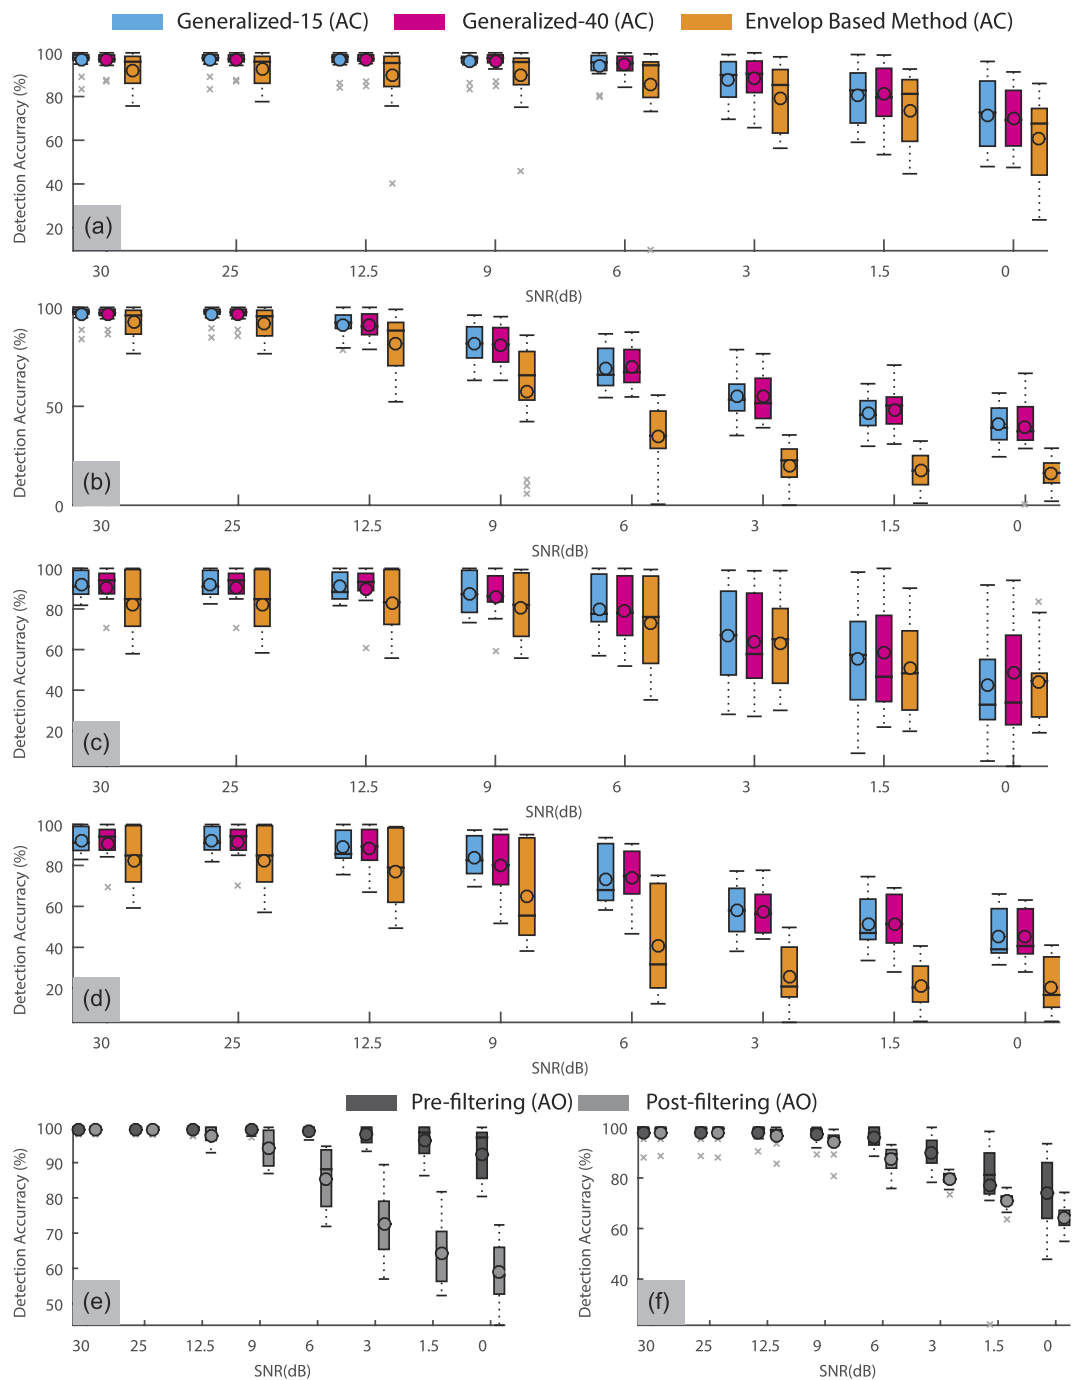 Generalized-15 (AC) Generalized-40 (AC) Envelop Based Method (AC)
Detection Accurracy (%)
100
80
60
40
20
(a)
30 25 12.5 9 6 3 1.5 0
SNR(dB)
Detection Accurracy (%)
100
50
0
(b)
30 25 12.5 9 6 3 1.5 0
SNR(dB)
Detection Accurracy (%)
100
80
60
40
20
(c)
30 25 12.5 9 6 3 1.5 0
SNR(dB)
Detection Accurracy (%)
100
80
60
40
20
(d)
30 25 12.5 9 6 3 1.5 0
SNR(dB)
Pre-filtering (AO) Post-filtering (AO)
Detection Accurracy (%)
100
90
80
70
60
50
(e)
30 25 12.5 9 6 3 1.5 0
SNR(dB)
Detection Accurracy (%)
100
80
60
40
(f)
30 25 12.5 9 6 3 1.5 0
SNR(dB)